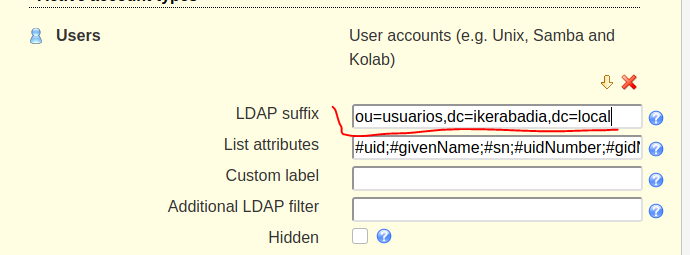 Users
User accounts (e.g. Unix, Samba and
Kolab)
LDAP suffix
ou=usuarios,dc=ikerabadia,dc=local
List attributes
#uid;#givenName;#sn;#uidNumber;#gidN
Custom label
Additional LDAP filter
Hidden